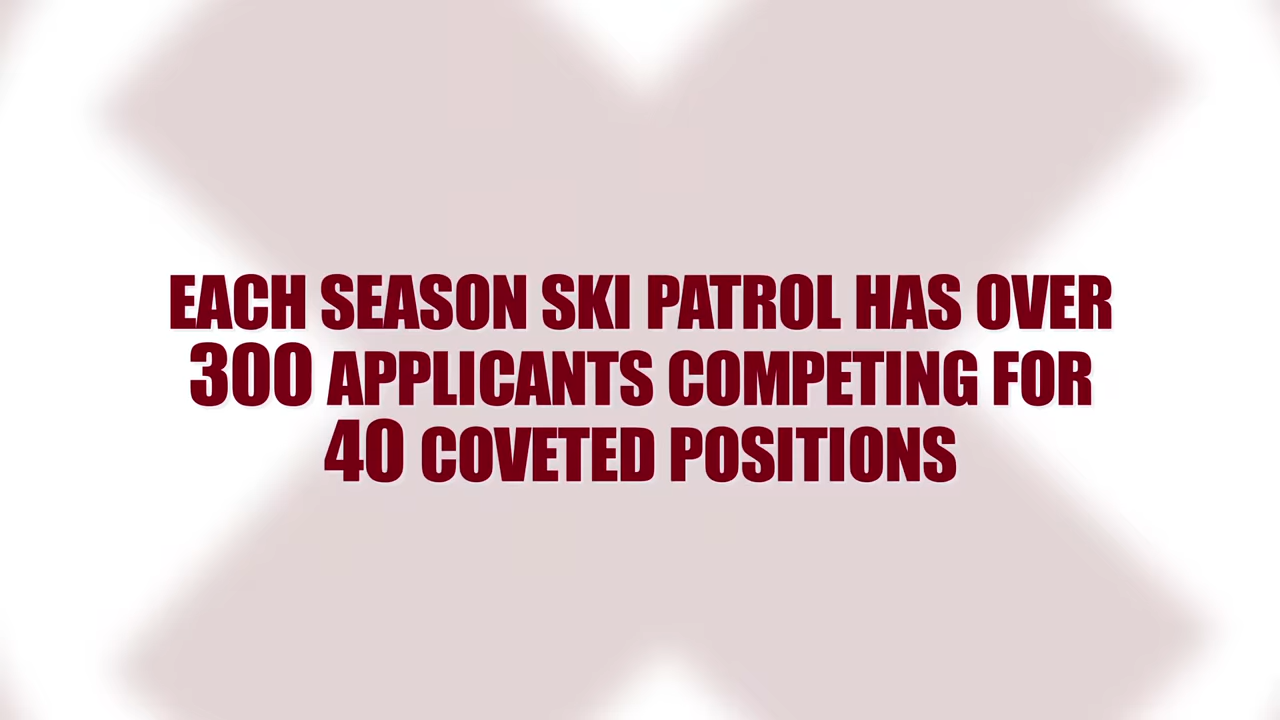 EACH SEASON SKI PATROL HAS OVER
300 APPLICANTS COMPETING FOR
40 COVETED POSITIONS